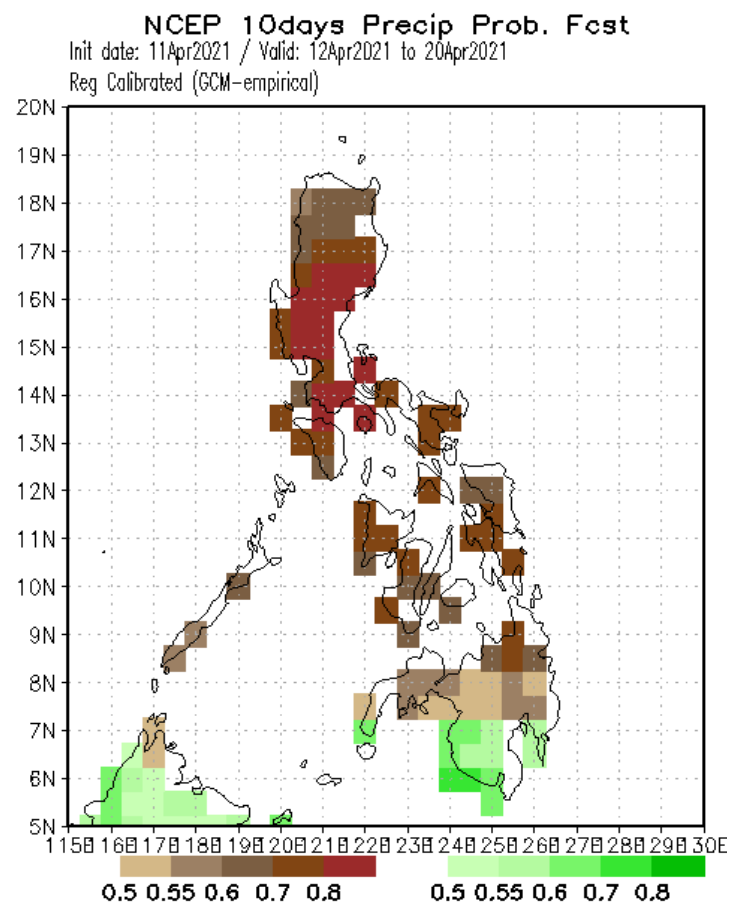 NCEP 10days Precip Prob. Fcst
Init date: 11Apr2021 / Valid: 12Apr2021 to 20Apr2021
Reg Calibrated (GCM-empirical)
20N
19N
18N
17N
16N
15N
14N
13N
12N
11N
10N
9N
8N
7N
6N
5N
115E 116E 117E 118E 119E 120E 121E 122E 123E 124E 125E 126E 127E 128E 129E 130E
0.5 0.55 0.6 0.7 0.8 0.5 0.55 0.6 0.7 0.8